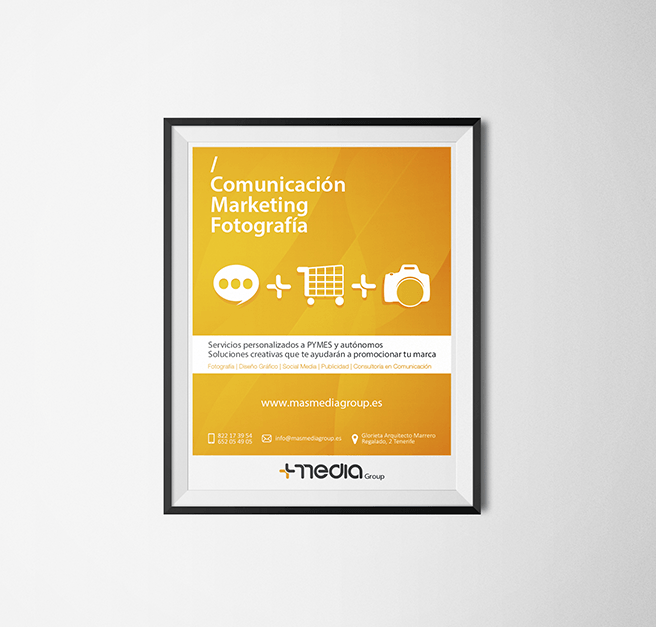 /
Comunicación
Marketing
Fotografía
Servicios personalizados a PYMES y autónomos
Soluciones creativas que te ayudarán a promocionar tu marca
Fotografía | Diseño Gráfico | Social Media | Publicidad | Consultoría en Comunicación
www.masmediagroup.es
822 17 39 54
652 05 49 05
info@masmediagroup.es
Glorieta Arquitecto Marrero
Regalado, 2 Tenerife
+media Group